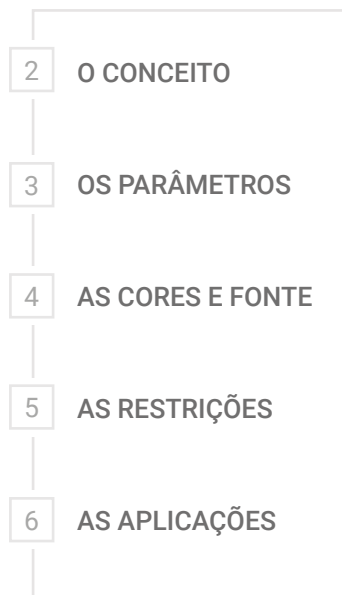 2 O CONCEITO
3 OS PARÂMETROS
4 AS CORES E FONTE
5 AS RESTRIÇÕES
6 AS APLICAÇÕES